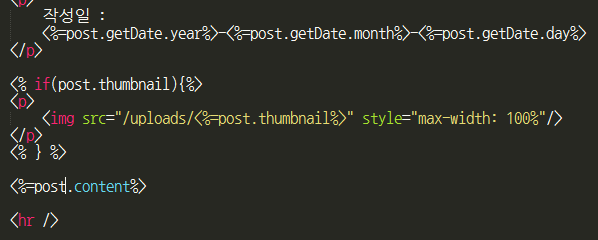 <p>
작성일 :
<%=post.getDate.year%>-<%=post.getDate.month%>-<%=post.getDate.day%>
</p>
<% if(post.thumbnail){%>
<p>
<img src="/uploads/<%=post.thumbnail%>" style="max-width: 100%"/>
</p>
<% } %>
<%=post.content%>
<hr />